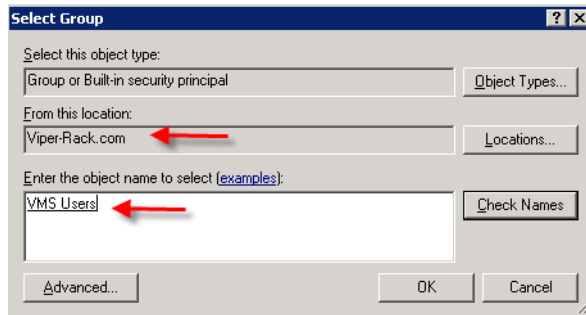 Select Group
Select this object type:
Group or Built-in security principal
Object Types...
From this location:
Viper-Rack.com
Locations...
Enter the object name to select (examples):
VMS Users
Check Names
Advanced...
OK
Cancel